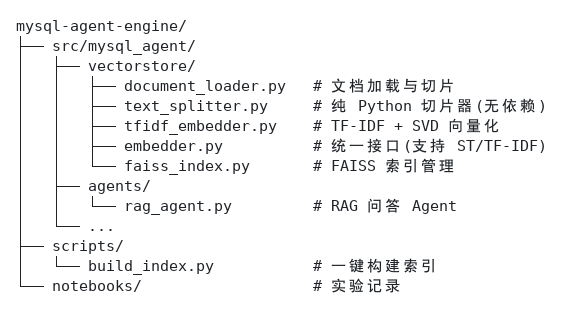 mysql-agent-engine/
├── src/mysql_agent/
│   ├── vectorstore/
│   │   ├── document_loader.py   # 文档加载与切片
│   │   ├── text_splitter.py     # 纯 Python 切片器(无依赖)
│   │   ├── tfidf_embedder.py    # TF-IDF + SVD 向量化
│   │   ├── embedder.py          # 统一接口(支持 ST/TF-IDF)
│   │   └── faiss_index.py       # FAISS 索引管理
│   ├── agents/
│   │   └── rag_agent.py         # RAG 问答 Agent
│   └── ...
├── scripts/
│   └── build_index.py           # 一键构建索引
└── notebooks/                   # 实验记录